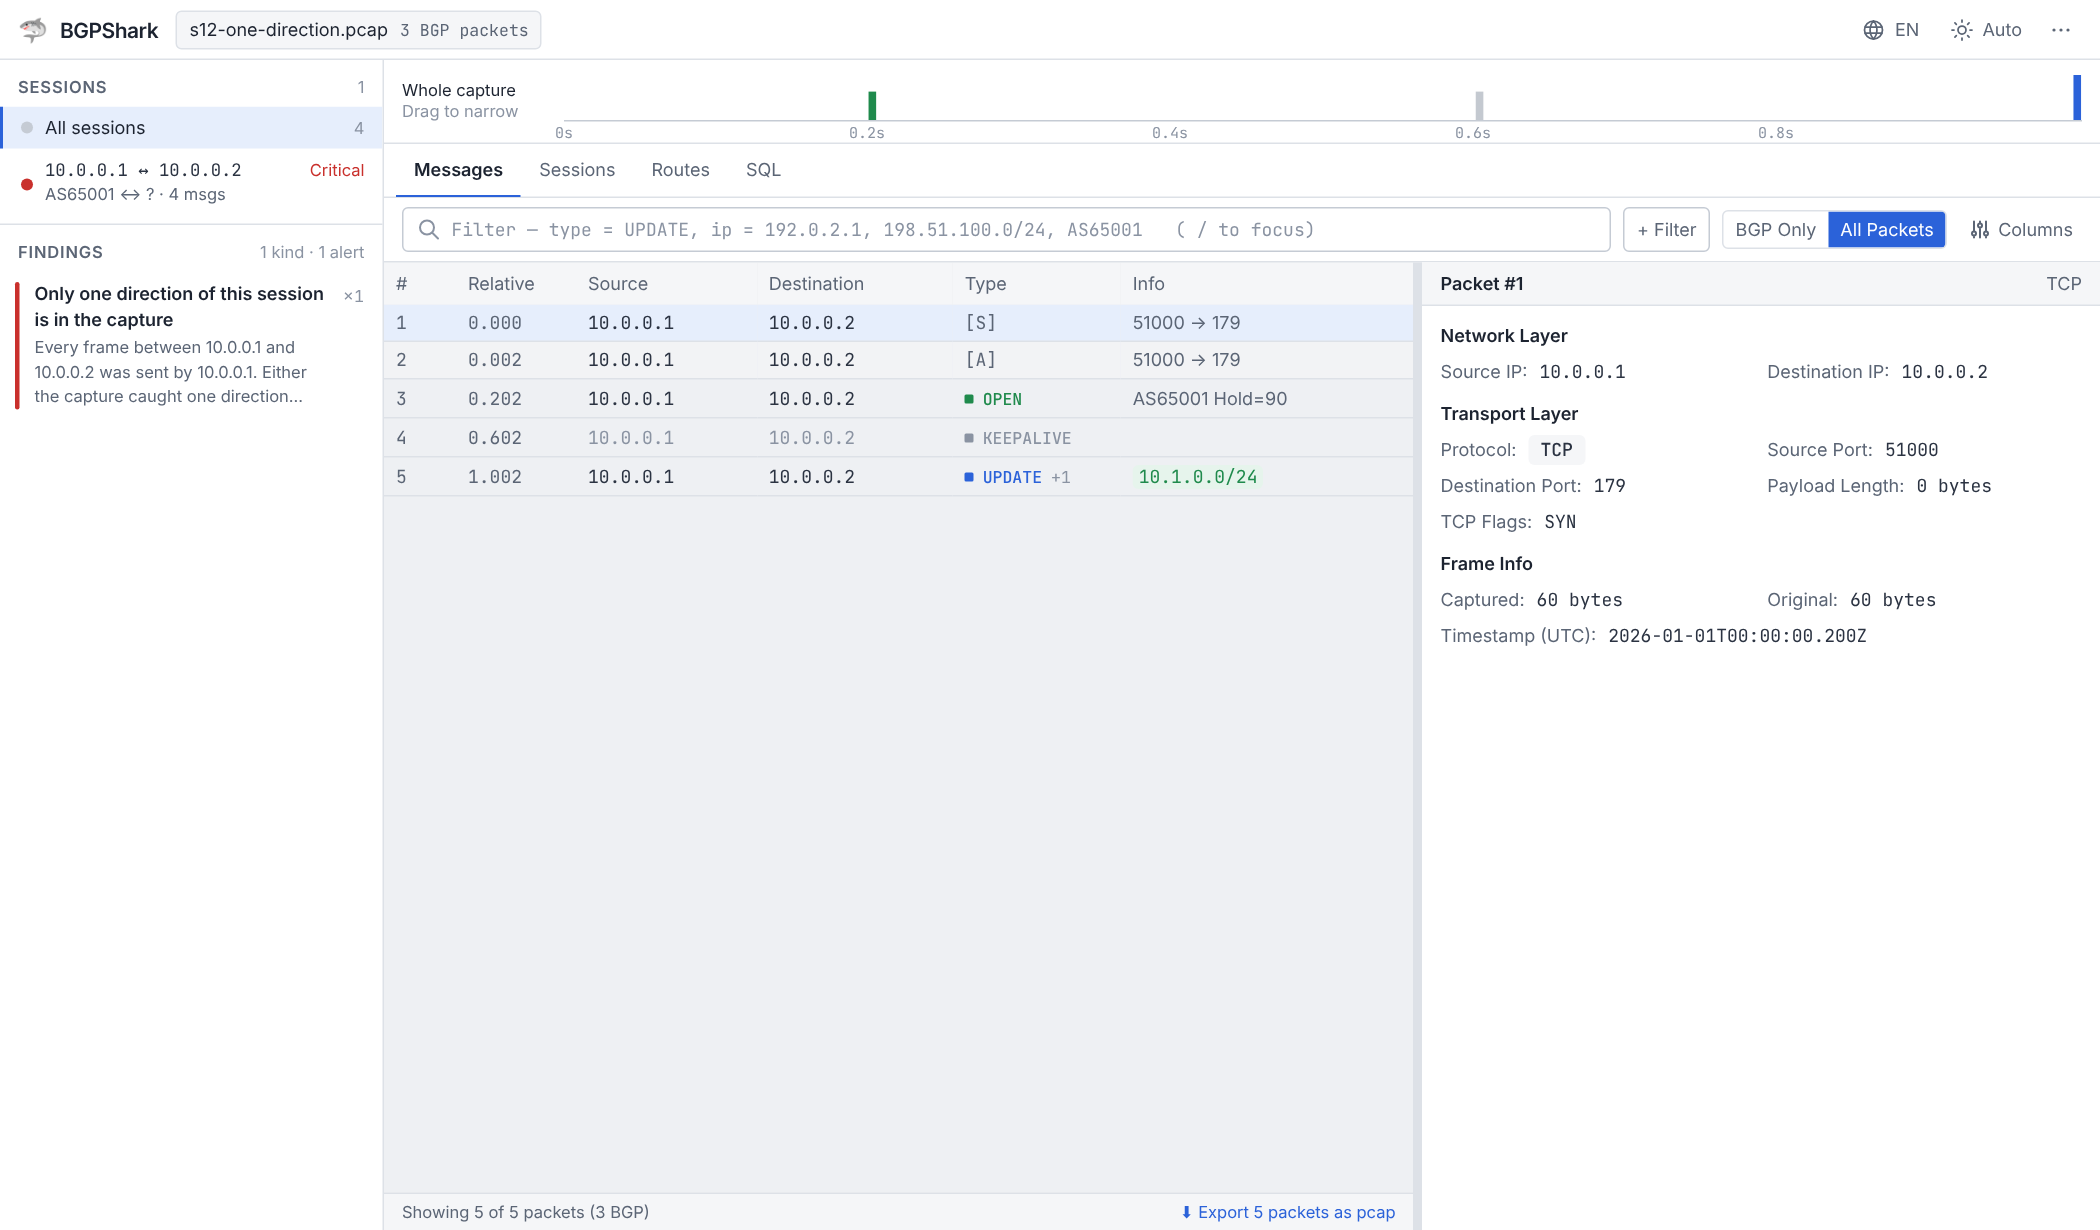 BGPShark
s12-one-direction.pcap 3 BGP packets
EN
Auto
SESSIONS 1
All sessions 4
10.0.0.1 ↔ 10.0.0.2 Critical
AS65001 ↔ ? · 4 msgs
FINDINGS 1 kind · 1 alert
Only one direction of this session ×1
is in the capture
Every frame between 10.0.0.1 and
10.0.0.2 was sent by 10.0.0.1. Either
the capture caught one direction...
Whole capture
Drag to narrow
0s 0.2s 0.4s 0.6s 0.8s
Messages Sessions Routes SQL
Filter — type = UPDATE, ip = 192.0.2.1, 198.51.100.0/24, AS65001 ( / to focus)
+ Filter
BGP Only All Packets
Columns
# Relative Source Destination Type Info
1 0.000 10.0.0.1 10.0.0.2 [S] 51000 → 179
2 0.002 10.0.0.1 10.0.0.2 [A] 51000 → 179
3 0.202 10.0.0.1 10.0.0.2 OPEN AS65001 Hold=90
4 0.602 10.0.0.1 10.0.0.2 KEEPALIVE
5 1.002 10.0.0.1 10.0.0.2 UPDATE +1 10.1.0.0/24
Showing 5 of 5 packets (3 BGP)
⬇ Export 5 packets as pcap
Packet #1 TCP
Network Layer
Source IP: 10.0.0.1 Destination IP: 10.0.0.2
Transport Layer
Protocol: TCP Source Port: 51000
Destination Port: 179 Payload Length: 0 bytes
TCP Flags: SYN
Frame Info
Captured: 60 bytes Original: 60 bytes
Timestamp (UTC): 2026-01-01T00:00:00.200Z